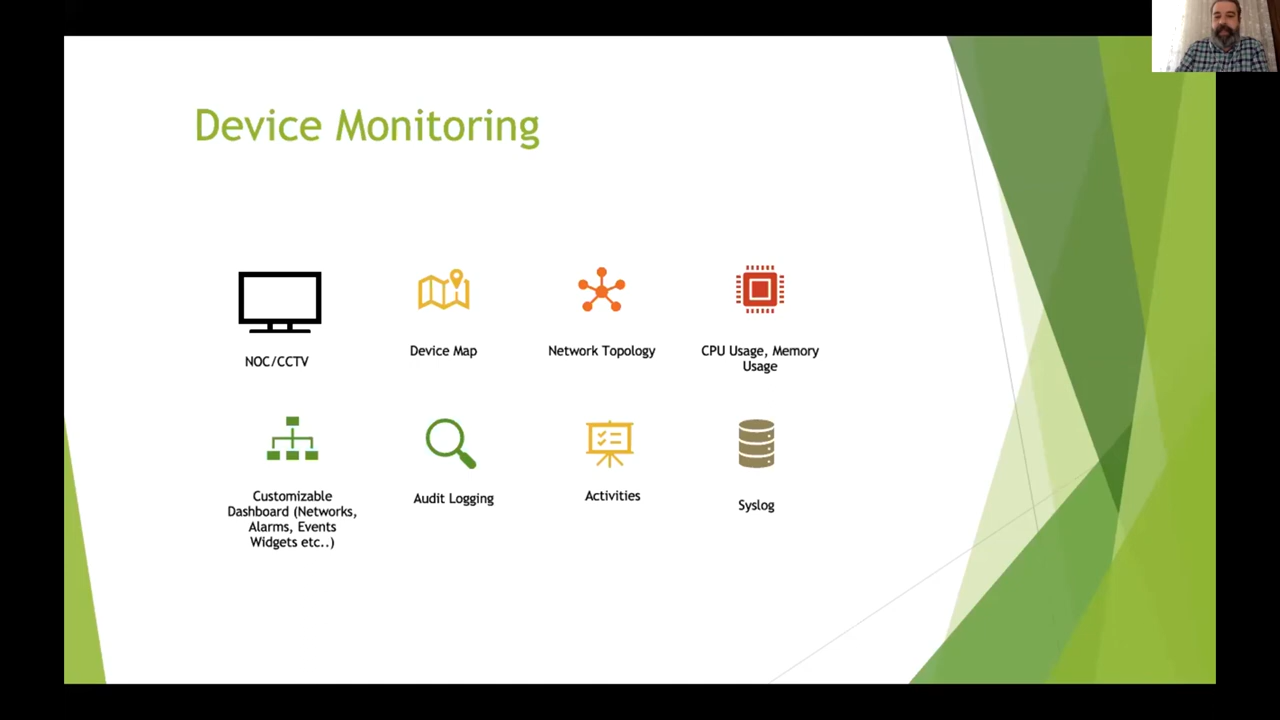 Device Monitoring
NOC/CCTV
Device Map
Network Topology
CPU Usage, Memory
Usage
Customizable
Dashboard (Networks,
Alarms, Events
Widgets etc..)
Audit Logging
Activities
Syslog